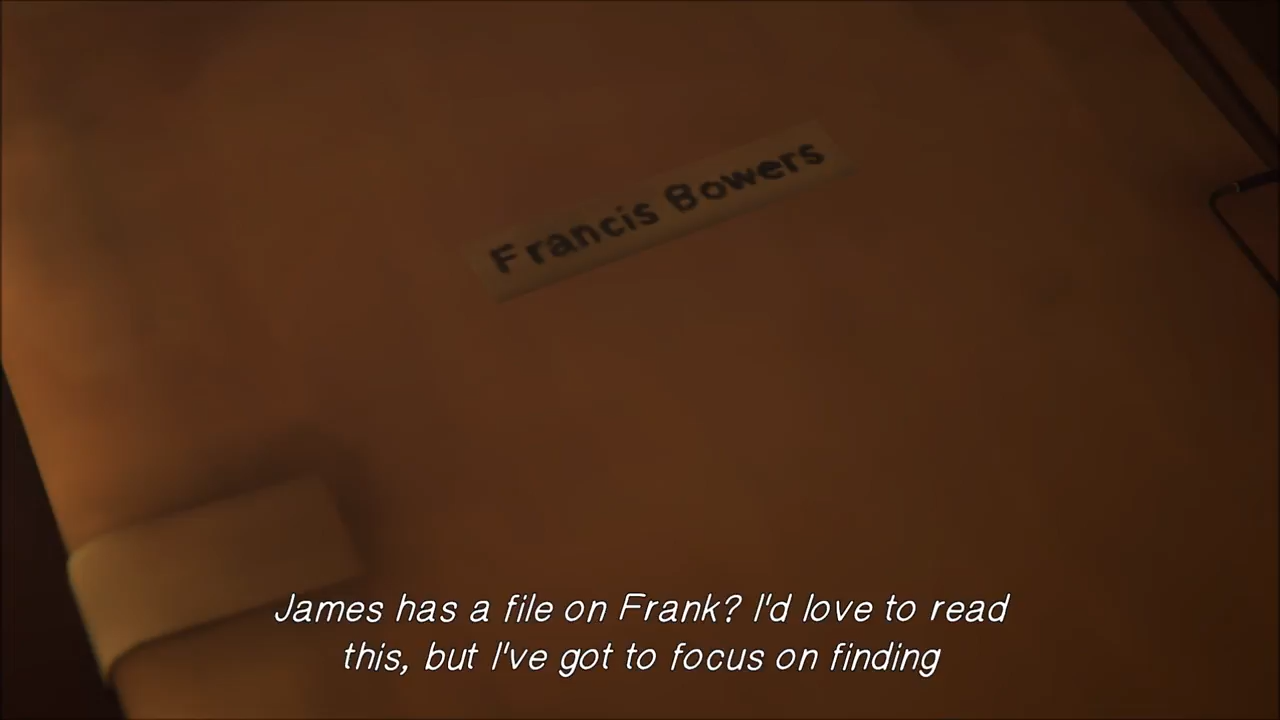 Francis Bowers
James has a file on Frank? I'd love to read
this, but I've got to focus on finding